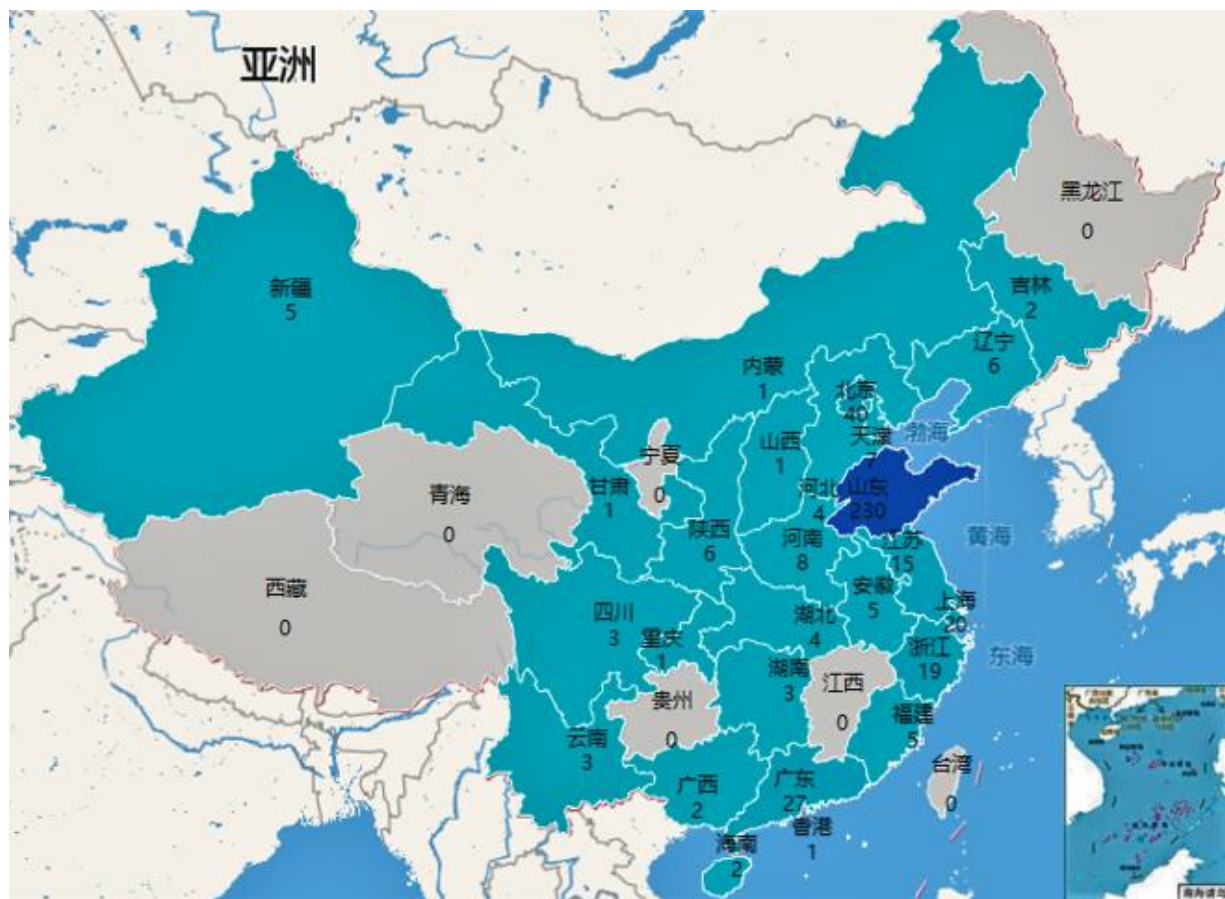 亚洲
黑龙江
0
新疆
5
吉林
2
辽宁
6
内蒙
1
北京
40
天津
7
渤海
山西
1
宁夏
0
青海
0
甘肃
1
河北
4
山东
230
陕西
6
河南
8
江苏
15
黄海
西藏
0
四川
3
重庆
1
湖北
4
安徽
5
上海
20
浙江
19
东海
湖南
3
江西
0
贵州
0
福建
5
云南
3
广西
2
广东
27
台湾
0
香港
1
海南
2
南海诸岛